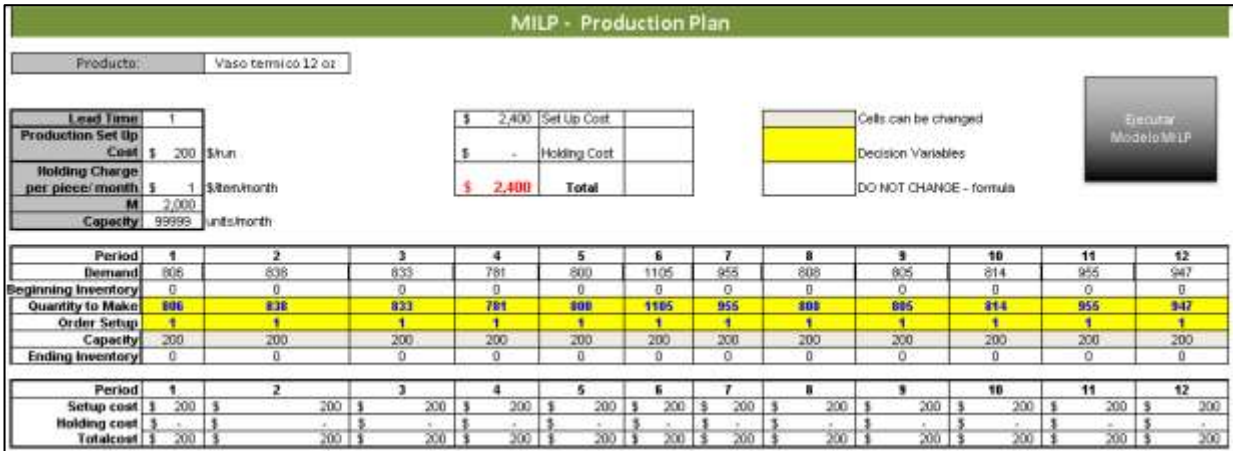 MILP - Production Plan
Producto: Vaso termico 12 oz
Lead Time 1 $ 2,400 Set Up Cost Cells can be changed Ejecutar Modelo MILP
Production Set Up Cost $ 200 $/run $ - Holding Cost Decision Variables
Holding Charge per piece/month $ 1 $/item/month $ 2,400 Total DO NOT CHANGE - formula
M 2,000
Capacity 99999 units/month
Period 1 2 3 4 5 6 7 8 9 10 11 12
Demand 806 838 833 781 800 1105 955 808 805 814 955 947
Beginning Inventory 0 0 0 0 0 0 0 0 0 0 0 0
Quantity to Make 806 838 833 781 800 1105 955 808 805 814 955 947
Order Setup 1 1 1 1 1 1 1 1 1 1 1 1
Capacity 200 200 200 200 200 200 200 200 200 200 200 200
Ending Inventory 0 0 0 0 0 0 0 0 0 0 0 0
Period 1 2 3 4 5 6 7 8 9 10 11 12
Setup cost $ 200 $ 200 $ 200 $ 200 $ 200 $ 200 $ 200 $ 200 $ 200 $ 200 $ 200 $ 200
Holding cost $ - $ - $ - $ - $ - $ - $ - $ - $ - $ - $ - $ -
Totalcost $ 200 $ 200 $ 200 $ 200 $ 200 $ 200 $ 200 $ 200 $ 200 $ 200 $ 200 $ 200